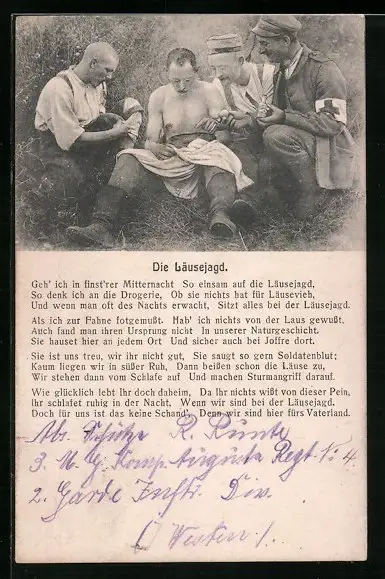 Die Läusejagd.
Geh' ich in finst'rer Mitternacht So einsam auf die Läusejagd,
So denk ich an die Drogerie, Ob sie nichts hat für Läusevieh,
Und wenn man oft des Nachts erwacht, Sitzt alles bei der Läusejagd.
Als ich zur Fahne fotgemußt. Hab' ich nichts von der Laus gewußt.
Auch fand man ihren Ursprung nicht In unserer Naturgeschicht.
Sie hauset hier an jedem Ort Und sicher auch bei Joffre dort.
Sie ist uns treu, wir ihr nicht gut, Sie saugt so gern Soldatenblut;
Kaum liegen wir in süßer Ruh, Dann beißen schon die Läuse zu,
Wir stehen dann vom Schlafe auf Und machen Sturmangriff darauf.
Wie glücklich lebt Ihr doch daheim, Da Ihr nichts wißt von dieser Pein,
Ihr schlafet ruhig in der Nacht, Wenn wir sind bei der Läusejagd.
Doch für uns ist das keine Schand', Denn wir sind hier fürs Vaterland.
Schütze R. Runte
3 M. G. Komp. Augusta Regt. No. 4
2. Garde Inftr. Div.
(Westen).